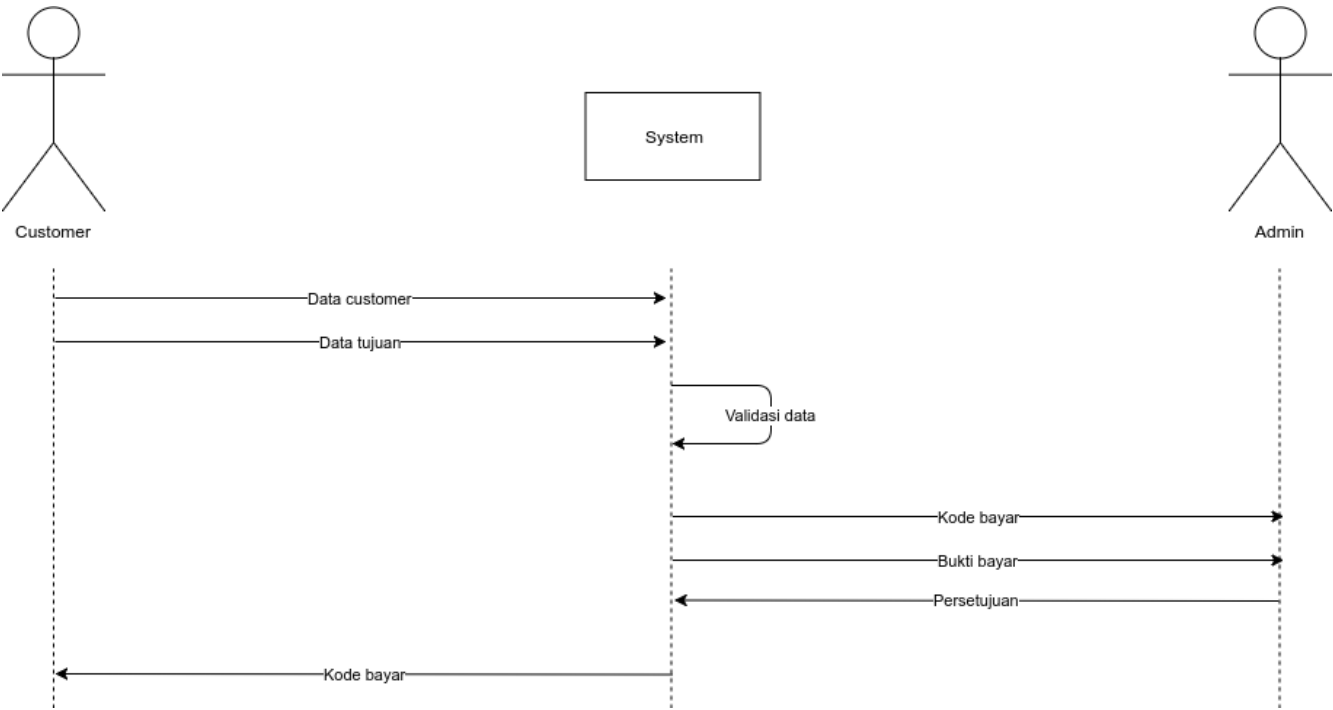 System
Customer
Admin
Data customer
Data tujuan
Validasi data
Kode bayar
Bukti bayar
Persetujuan
Kode bayar